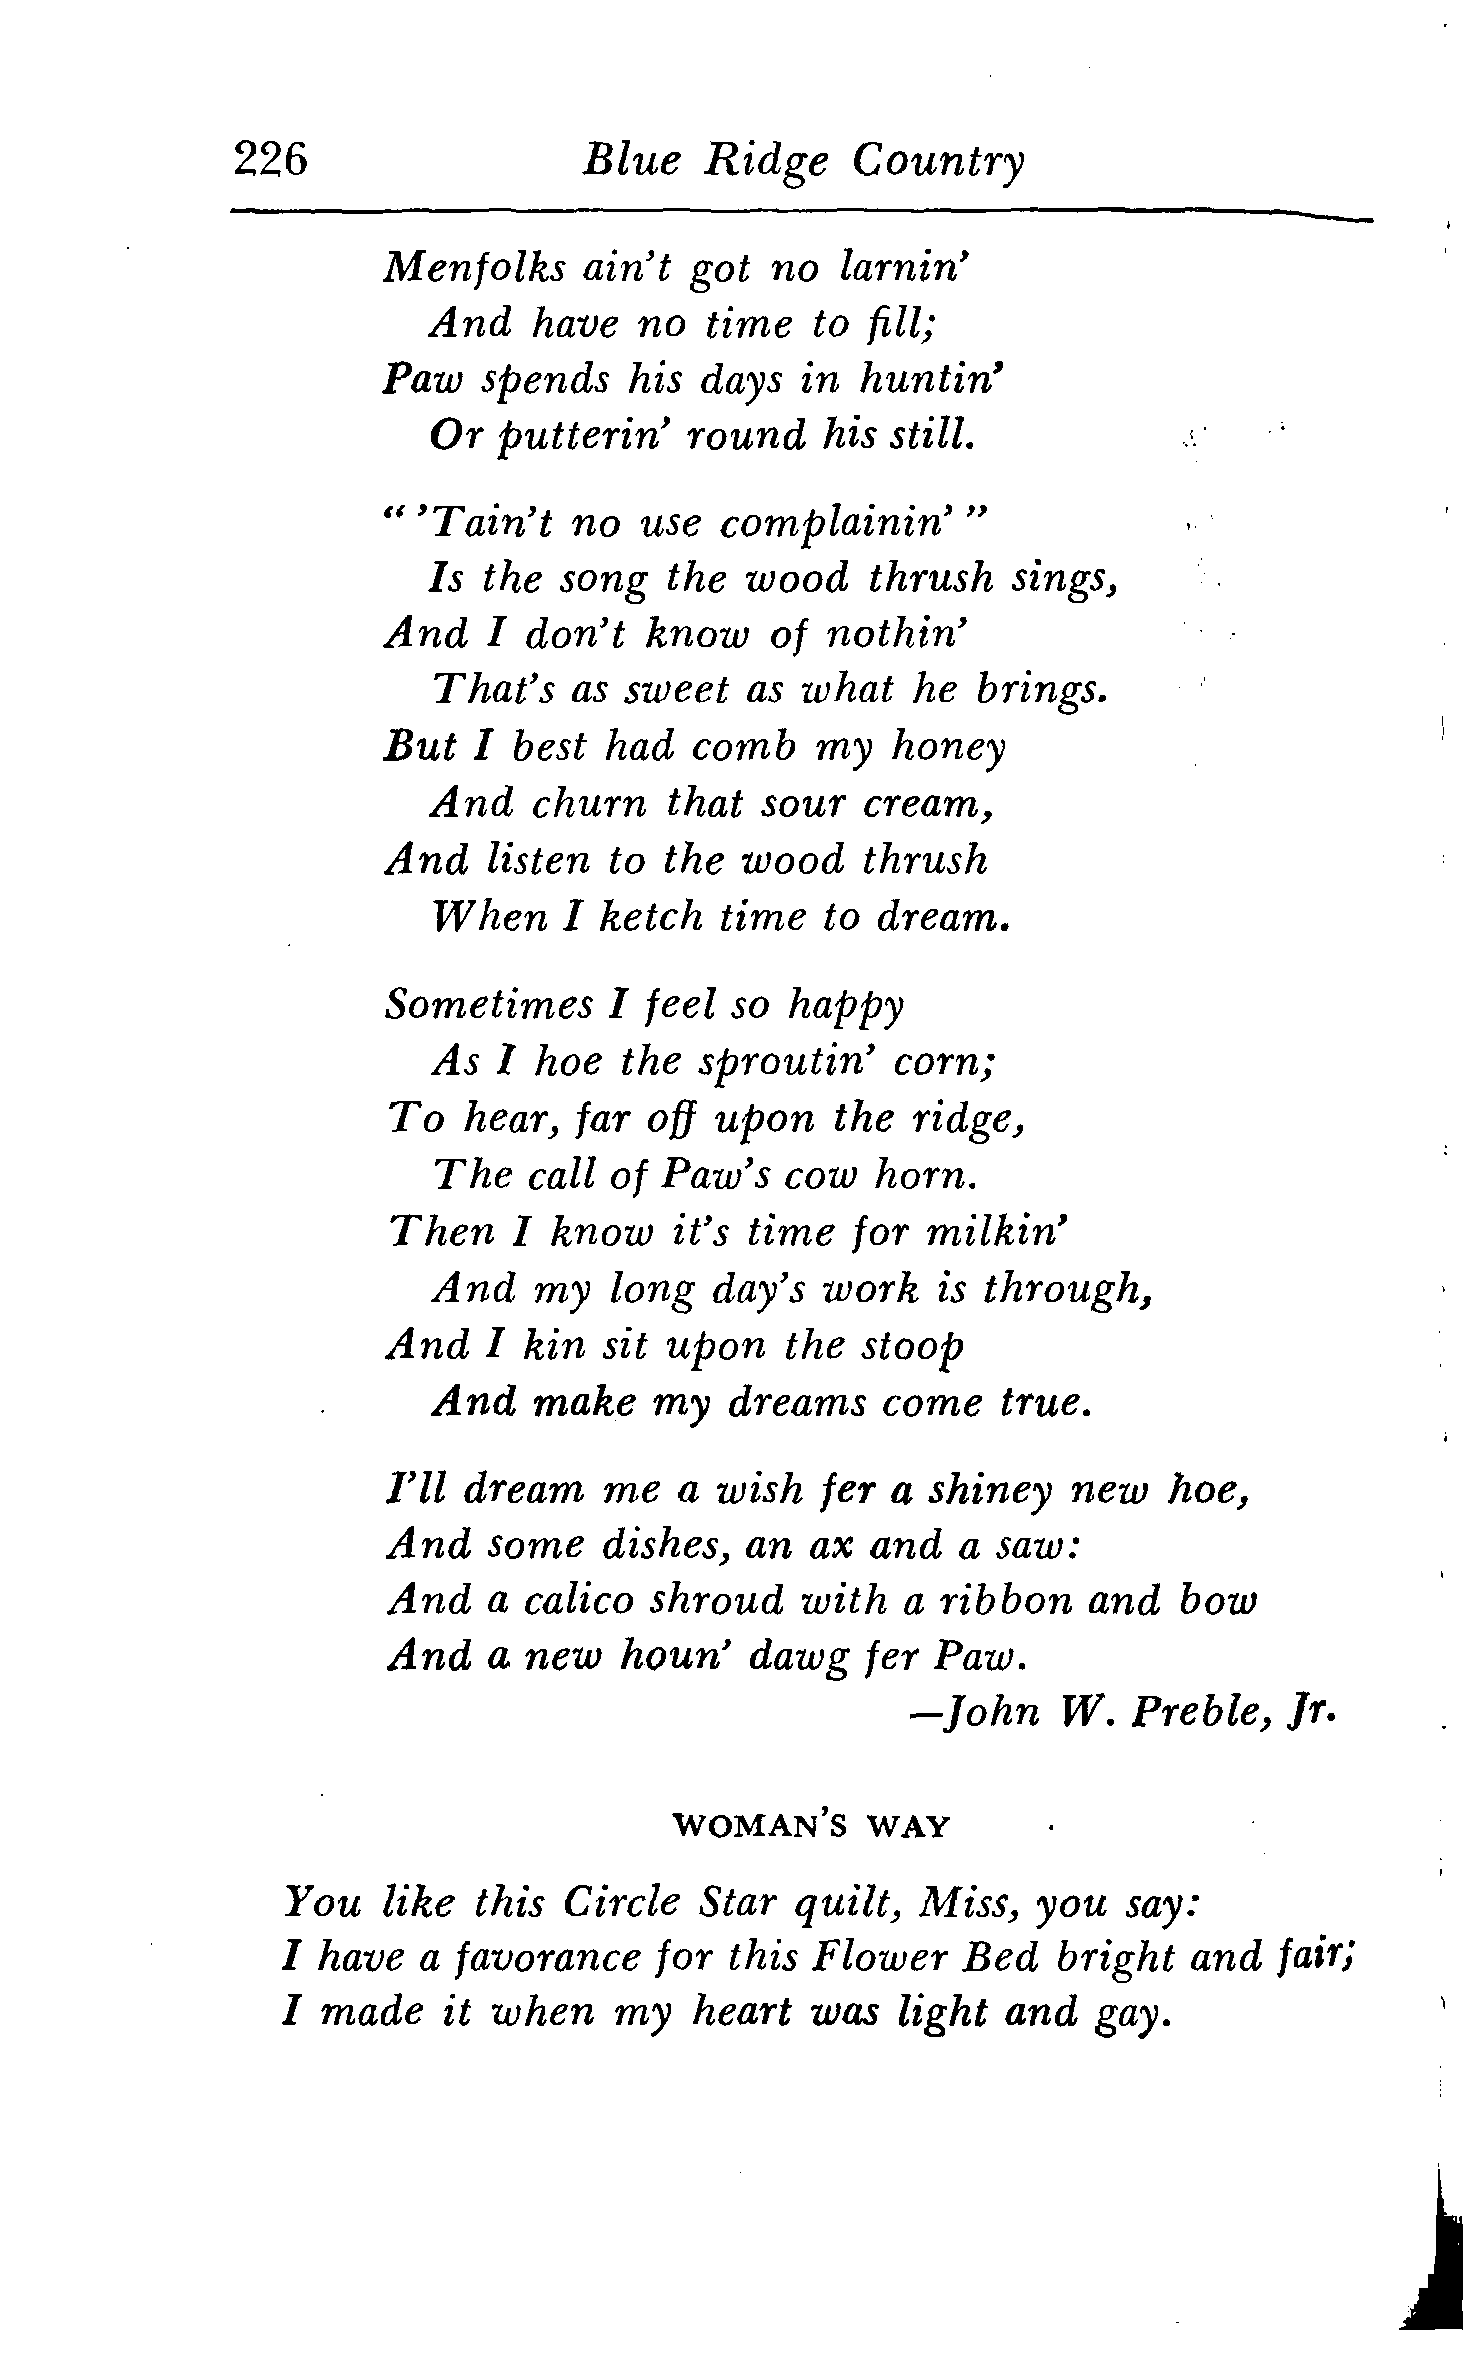 226 Blue Ridge Country
Menfolks ain't got no larnin'
And have no time to fill;
Paw spends his days in huntin'
Or putterin' round his still.
" 'Tain't no use complainin' "
Is the song the wood thrush sings,
And I don't know of nothin'
That's as sweet as what he brings.
But I best had comb my honey
And churn that sour cream,
And listen to the wood thrush
When I ketch time to dream.
Sometimes I feel so happy
As I hoe the sproutin' corn;
To hear, far off upon the ridge,
The call of Paw's cow horn.
Then I know it's time for milkin'
And my long day's work is through,
And I kin sit upon the stoop
And make my dreams come true.
I'll dream me a wish fer a shiney new hoe,
And some dishes, an ax and a saw:
And a calico shroud with a ribbon and bow
And a new houn' dawg fer Paw.
—John W. Preble, Jr.
WOMAN'S WAY
You like this Circle Star quilt, Miss, you say:
I have a favorance for this Flower Bed bright and fair;
I made it when my heart was light and gay.